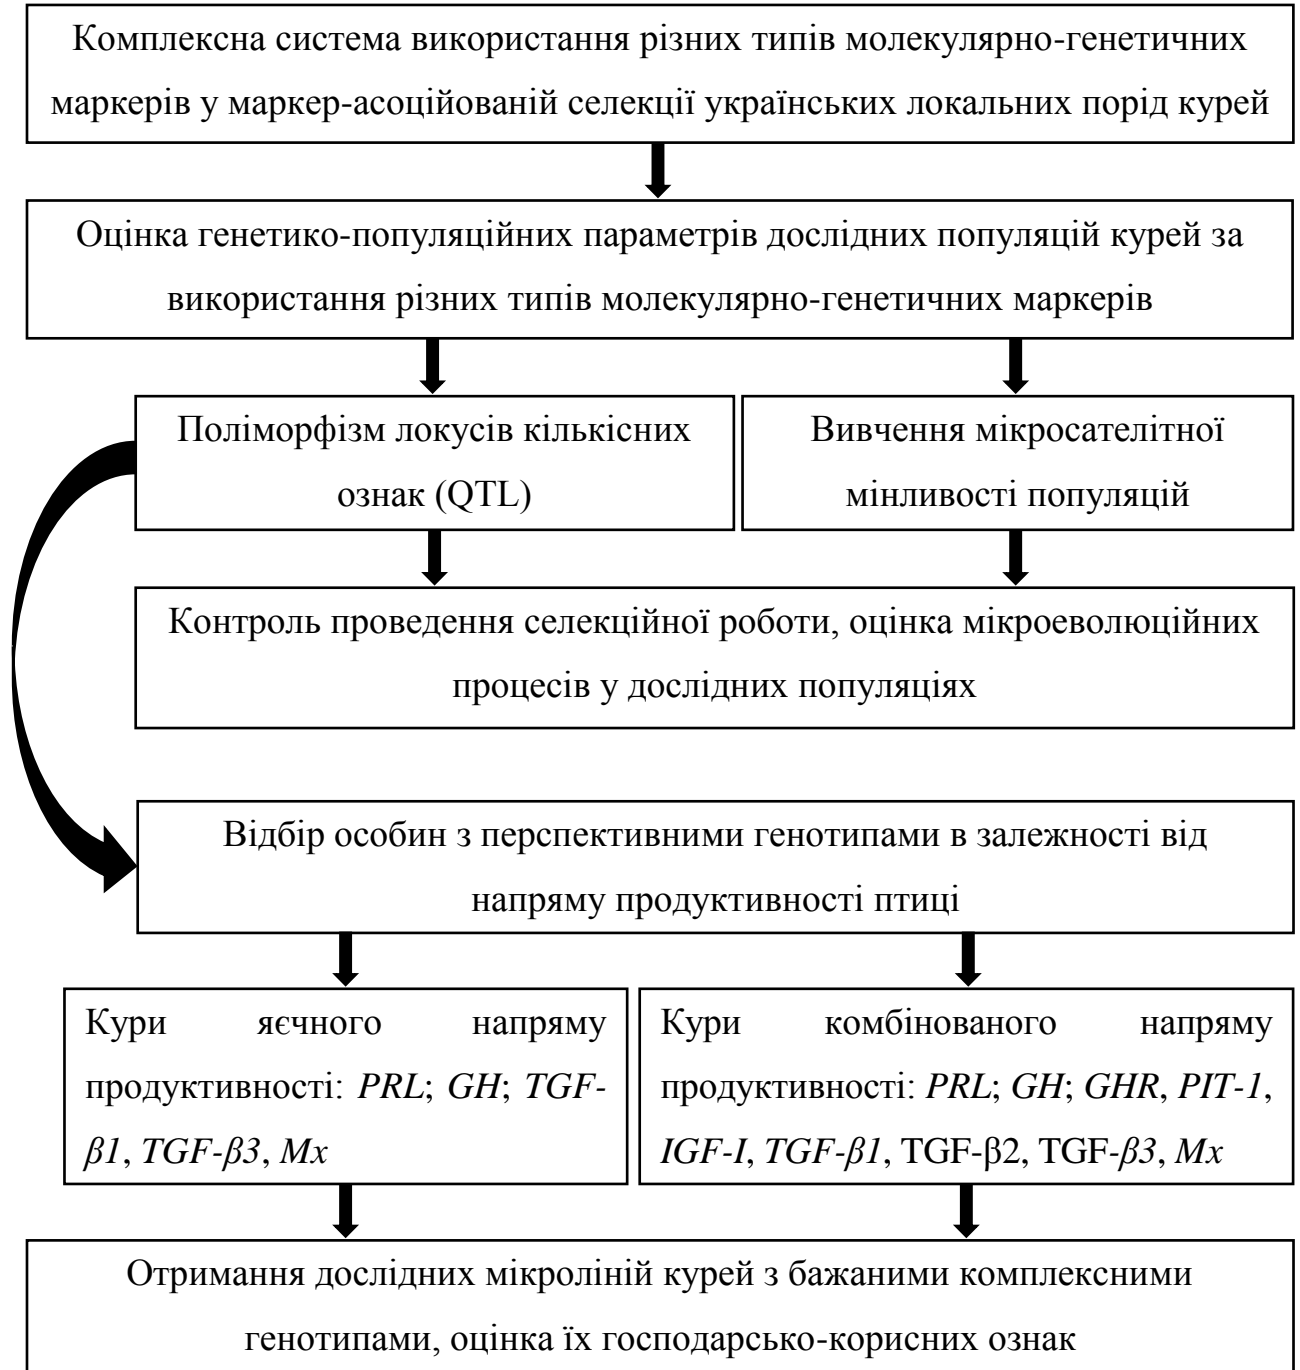 Комплексна система використання різних типів молекулярно-генетичних
маркерів у маркер-асоційованій селекції українських локальних порід курей
Оцінка генетико-популяційних параметрів дослідних популяцій курей за
використання різних типів молекулярно-генетичних маркерів
Поліморфізм локусів кількісних
ознак (QTL)
Вивчення мікросателітної
мінливості популяцій
Контроль проведення селекційної роботи, оцінка мікроеволюційних
процесів у дослідних популяціях
Відбір особин з перспективними генотипами в залежності від
напряму продуктивності птиці
Кури яєчного напряму
продуктивності: PRL; GH; TGF-
β1, TGF-β3, Mx
Кури комбінованого напряму
продуктивності: PRL; GH; GHR, PIT-1,
IGF-I, TGF-β1, TGF-β2, TGF-β3, Mx
Отримання дослідних мікроліній курей з бажаними комплексними
генотипами, оцінка їх господарсько-корисних ознак